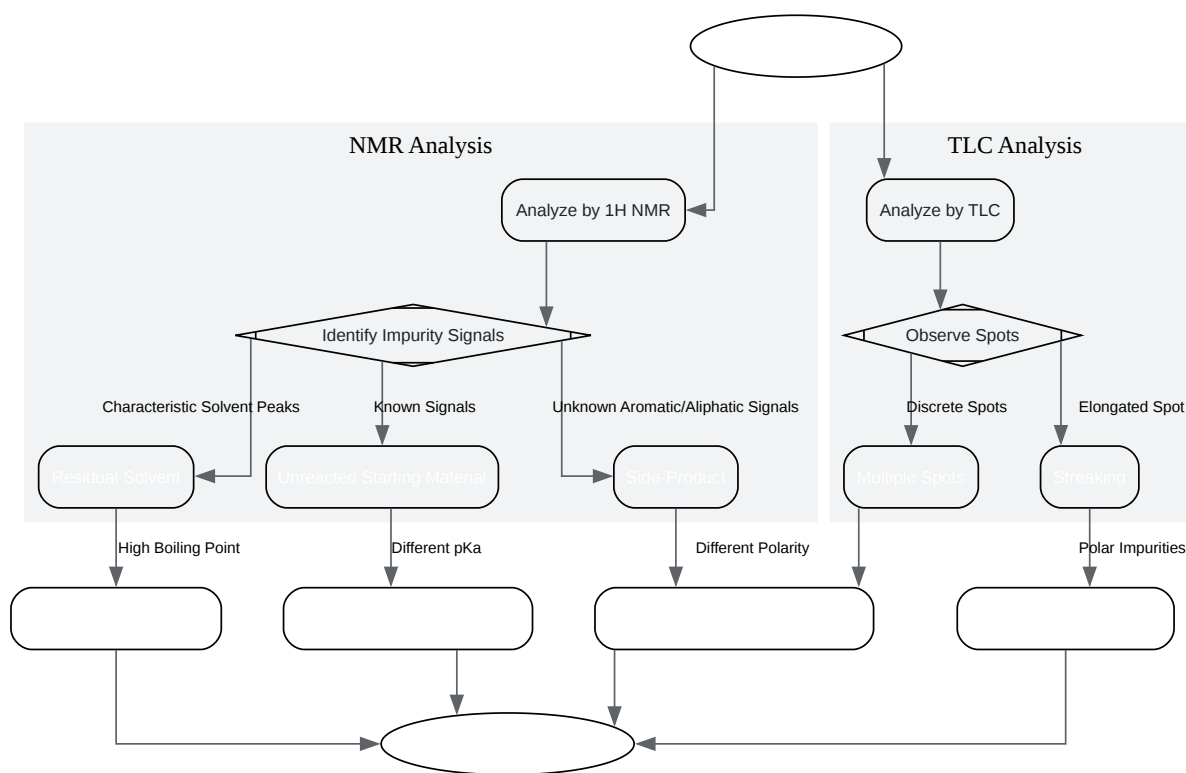 NMR Analysis
TLC Analysis
Analyze by 1H NMR
Analyze by TLC
Identify Impurity Signals
Observe Spots
Characteristic Solvent Peaks
Known Signals
Unknown Aromatic/Aliphatic Signals
Discrete Spots
Elongated Spot
Residual Solvent
Unreacted Starting Material
Side-Product
Multiple Spots
Streaking
High Boiling Point
Different pKa
Different Polarity
Polar Impurities